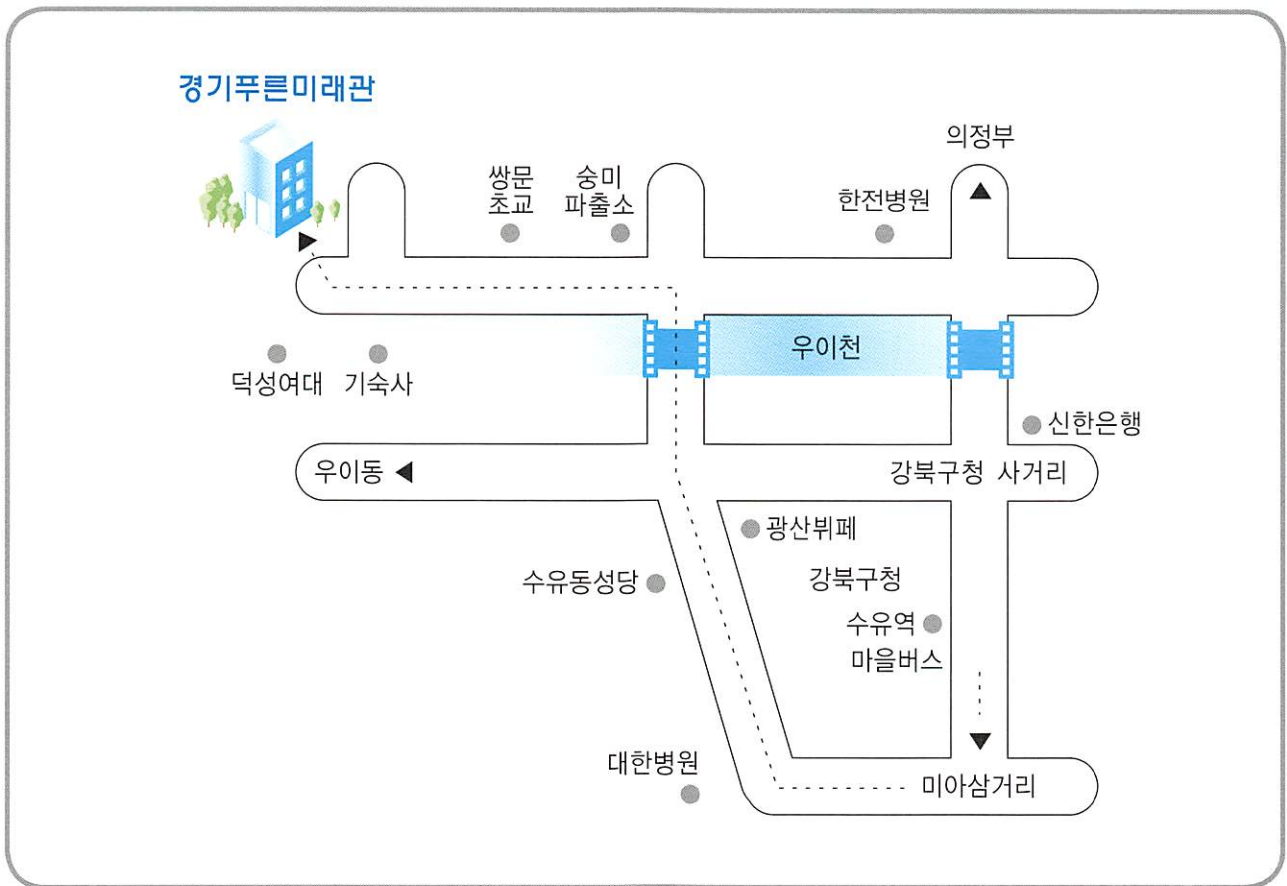 경기푸른미래관
의정부
쌍문
초교
숭미
파출소
한전병원
우이천
덕성여대
기숙사
신한은행
우이동
강북구청 사거리
광산뷔페
수유동성당
강북구청
수유역
마을버스
대한병원
미아삼거리